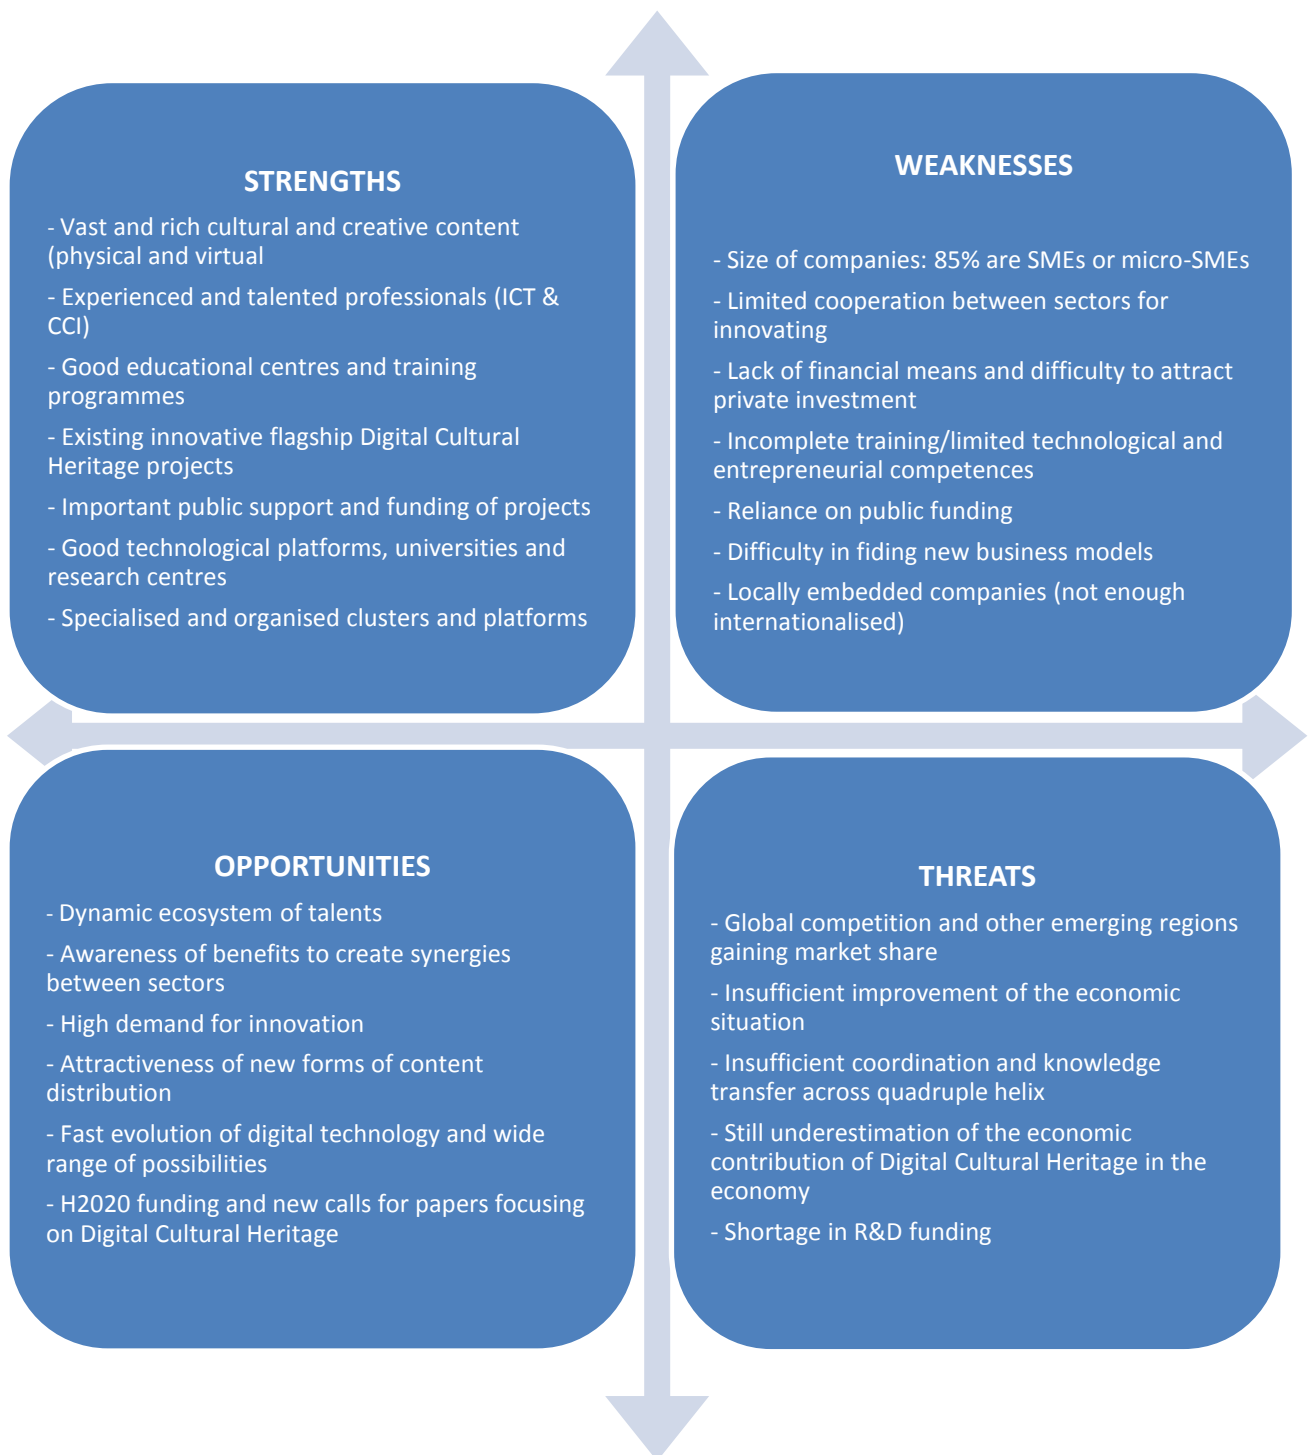 STRENGTHS
- Vast and rich cultural and creative content
(physical and virtual
- Experienced and talented professionals (ICT &
CCI)
- Good educational centres and training
programmes
- Existing innovative flagship Digital Cultural
Heritage projects
- Important public support and funding of projects
- Good technological platforms, universities and
research centres
- Specialised and organised clusters and platforms
WEAKNESSES
- Size of companies: 85% are SMEs or micro-SMEs
- Limited cooperation between sectors for
innovating
- Lack of financial means and difficulty to attract
private investment
- Incomplete training/limited technological and
entrepreneurial competences
- Reliance on public funding
- Difficulty in fiding new business models
- Locally embedded companies (not enough
internationalised)
OPPORTUNITIES
- Dynamic ecosystem of talents
- Awareness of benefits to create synergies
between sectors
- High demand for innovation
- Attractiveness of new forms of content
distribution
- Fast evolution of digital technology and wide
range of possibilities
- H2020 funding and new calls for papers focusing
on Digital Cultural Heritage
THREATS
- Global competition and other emerging regions
gaining market share
- Insufficient improvement of the economic
situation
- Insufficient coordination and knowledge
transfer across quadruple helix
- Still underestimation of the economic
contribution of Digital Cultural Heritage in the
economy
- Shortage in R&D funding